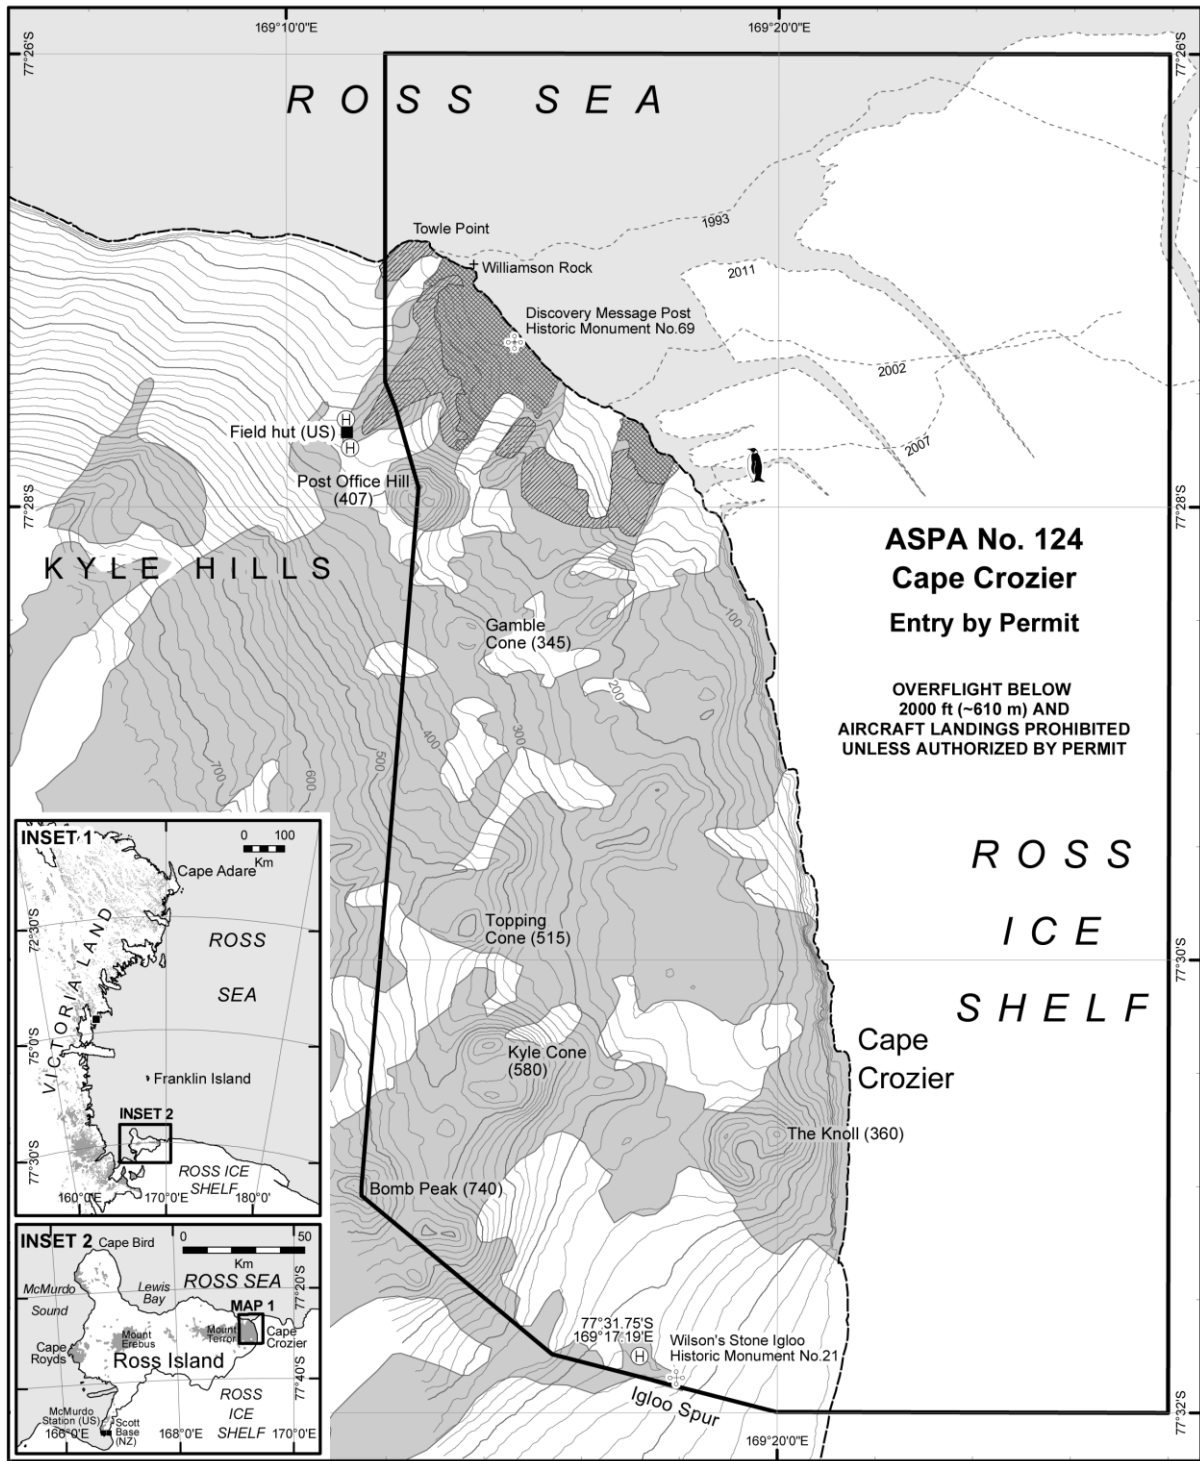 169°10'0"E
169°20'0"E
77°26'S
77°26'S
ROSS SEA
1993
Towle Point
Williamson Rock
2011
Discovery Message Post
Historic Monument No.69
2002
H
Field hut (US)
H
2007
Post Office Hill
(407)
77°28'S
77°28'S
KYLE HILLS
ASPA No. 124
Cape Crozier
Entry by Permit
100
Gamble
Cone (345)
200
OVERFLIGHT BELOW
2000 ft (~610 m) AND
AIRCRAFT LANDINGS PROHIBITED
UNLESS AUTHORIZED BY PERMIT
300
400
500
600
700
ROSS
ICE
SHELF
Topping
Cone (515)
77°30'S
Kyle Cone
(580)
Cape
Crozier
The Knoll (360)
Bomb Peak (740)
77°31.75'S
169°17.19'E
H
Wilson's Stone Igloo
Historic Monument No.21
Igloo Spur
77°32'S
169°20'0"E
INSET 1
0 100
Km
Cape Adare
72°30'S
VICTORIA LAND
ROSS
SEA
75°0'S
Franklin Island
INSET 2
77°30'S
ROSS ICE
SHELF
160°0'E
170°0'E
180°0'
INSET 2
Cape Bird
0 50
Km
McMurdo
Sound
Lewis
Bay
ROSS SEA
77°20'S
MAP 1
Mount
Erebus
Mount
Terror
Cape
Crozier
Cape
Royds
Ross Island
77°40'S
ROSS
ICE
SHELF
McMurdo
Station (US)
Scott
Base
(NZ)
166°0'E
168°0'E
170°0'E